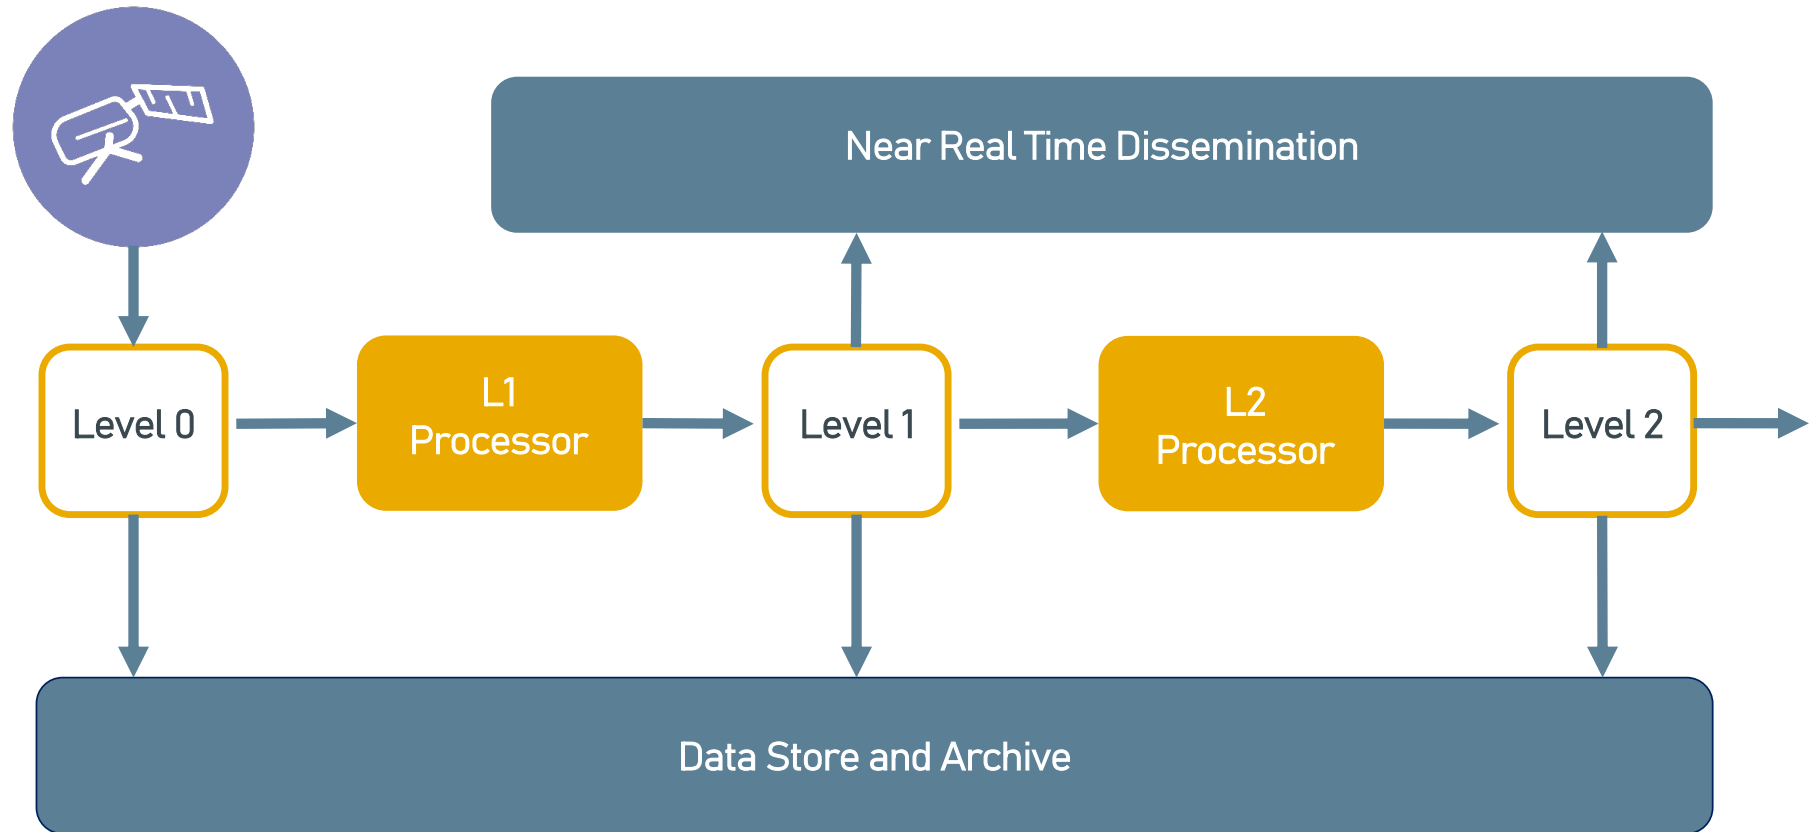 Near Real Time Dissemination
Level 0
L1
Processor
Level 1
L2
Processor
Level 2
Data Store and Archive